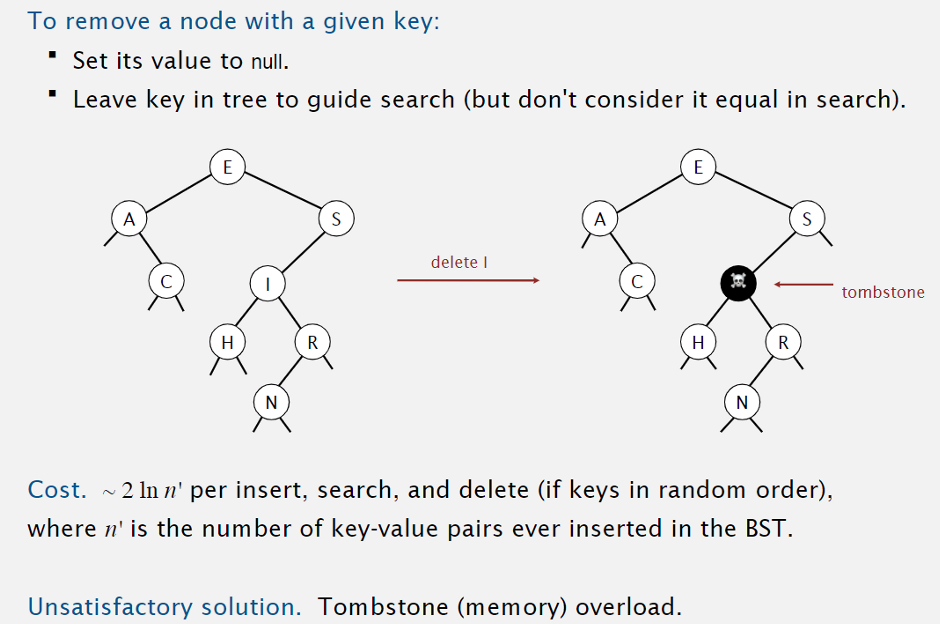 To remove a node with a given key:
▪ Set its value to null.
▪ Leave key in tree to guide search (but don't consider it equal in search).
E
E
A
S
A
S
delete I
C
I
C
☠
tombstone
H
R
H
R
N
N
Cost. ~ 2 ln n' per insert, search, and delete (if keys in random order),
where n' is the number of key-value pairs ever inserted in the BST.
Unsatisfactory solution. Tombstone (memory) overload.